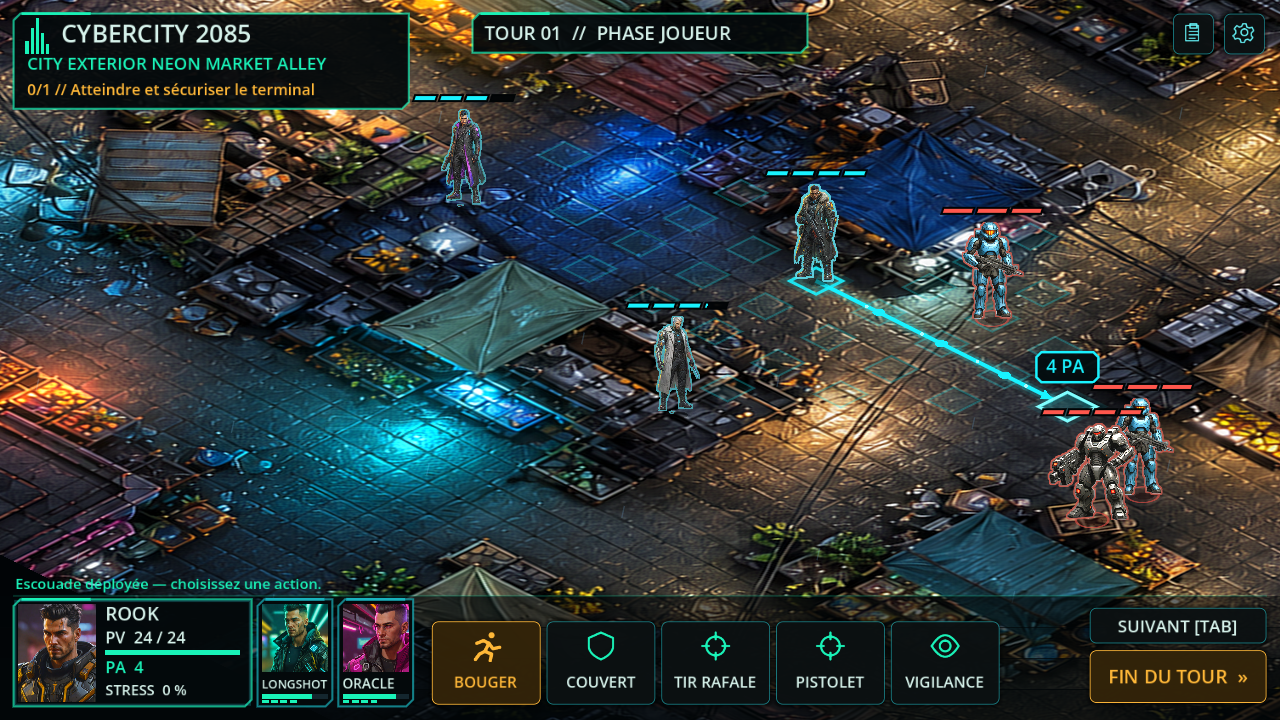 CYBERCITY 2085
CITY EXTERIOR NEON MARKET ALLEY
0/1 // Atteindre et sécuriser le terminal
TOUR 01 // PHASE JOUEUR
4 PA
Escouade déployée — choisissez une action.
ROOK
PV 24 / 24
PA 4
STRESS 0 %
LONGSHOT
ORACLE
BOUGER
COUVERT
TIR RAFALE
PISTOLET
VIGILANCE
SUIVANT [TAB]
FIN DU TOUR »